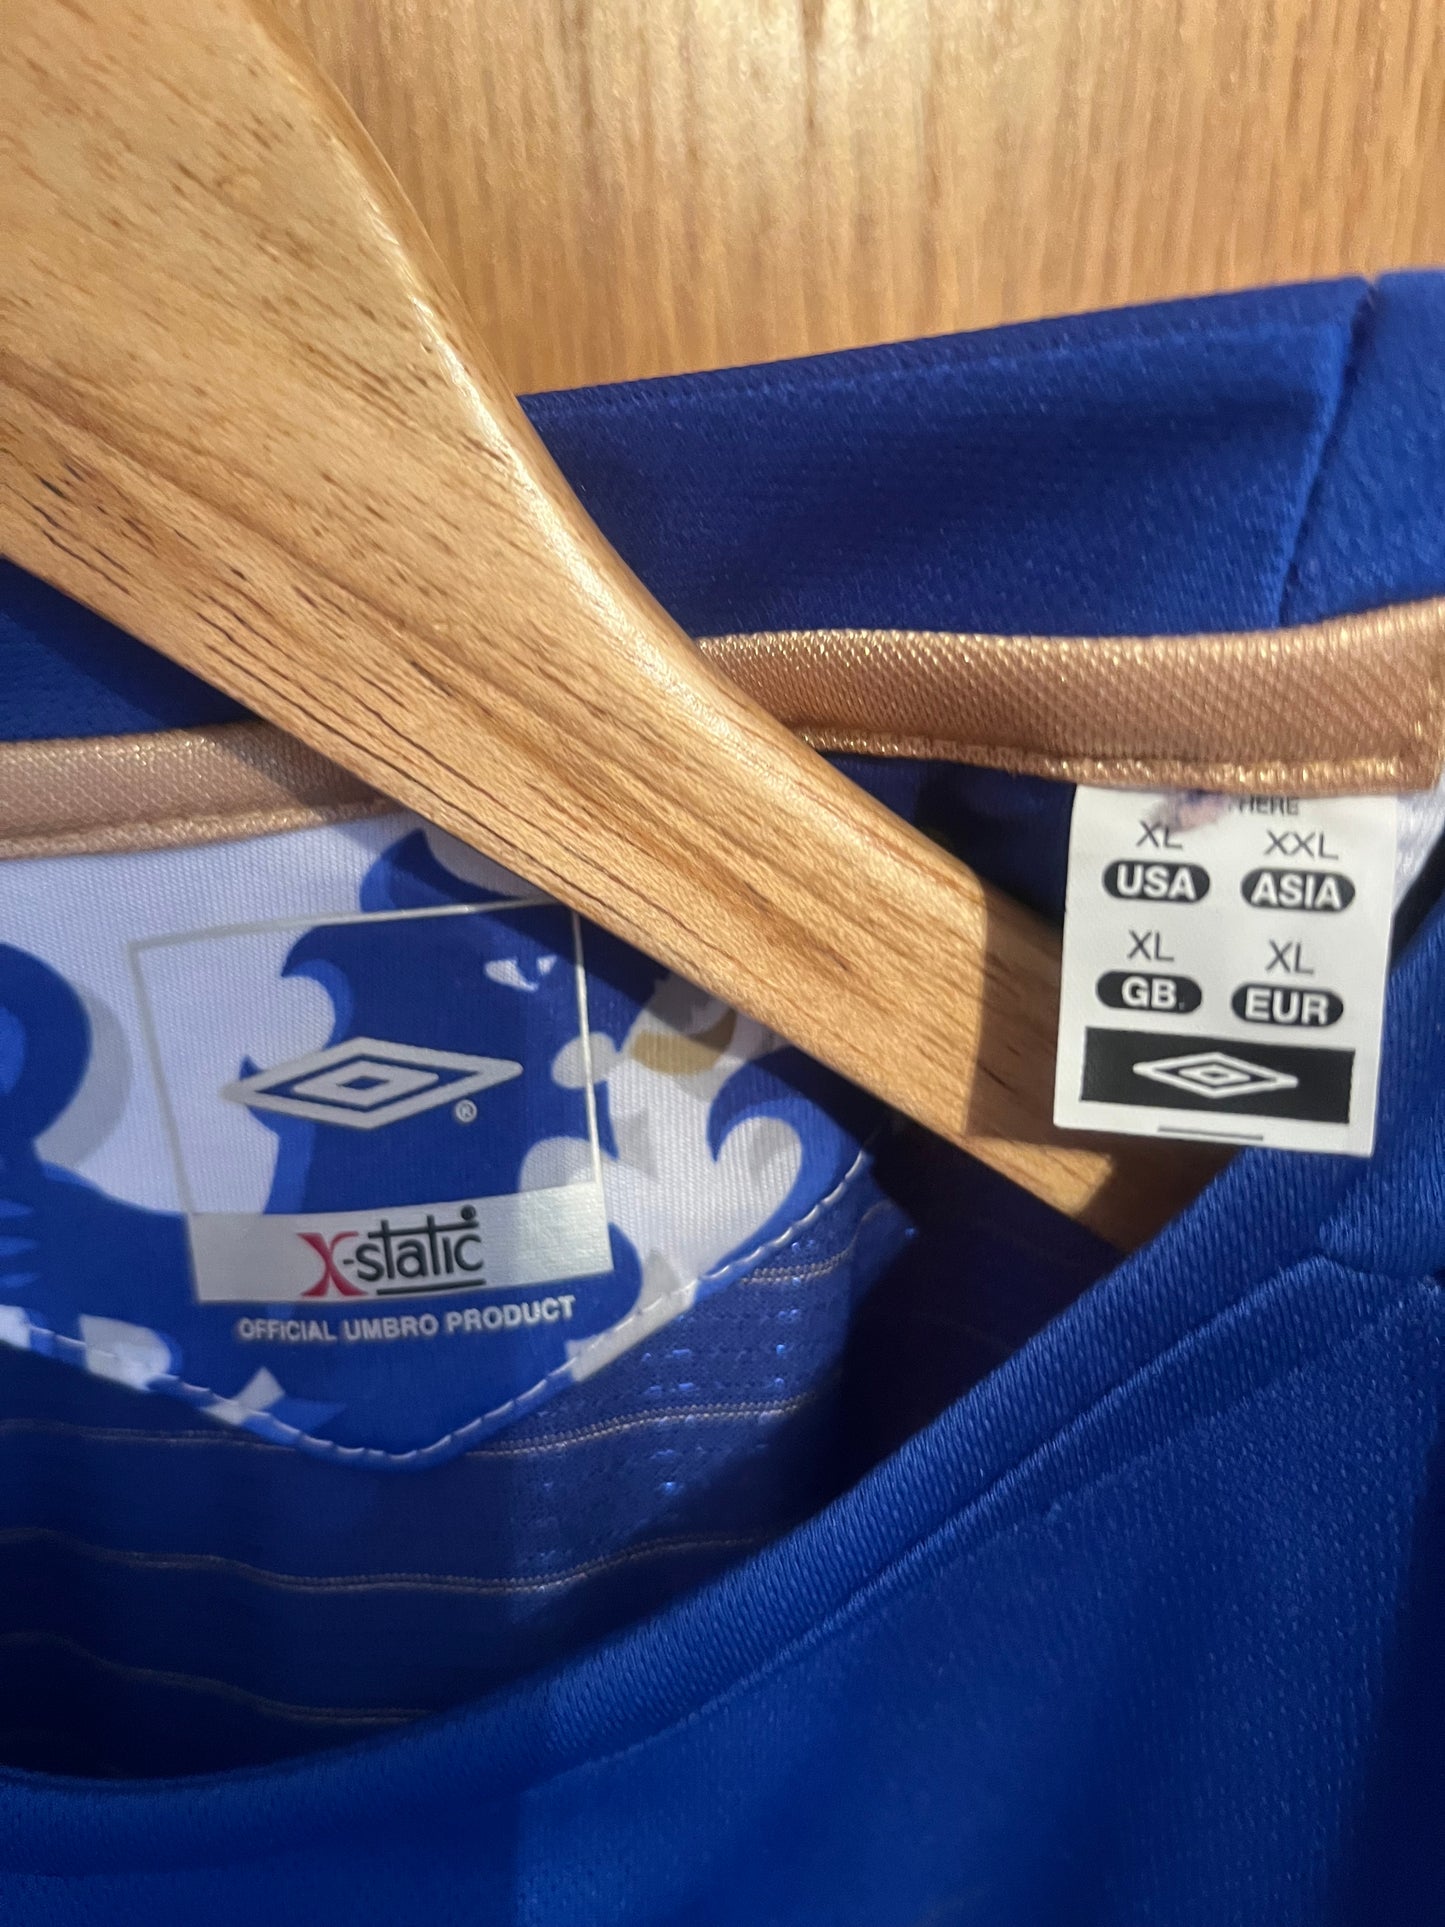 HERE
XL XXL
USA ASIA
XL XL
GB EUR
®
X-static
OFFICIAL UMBRO PRODUCT